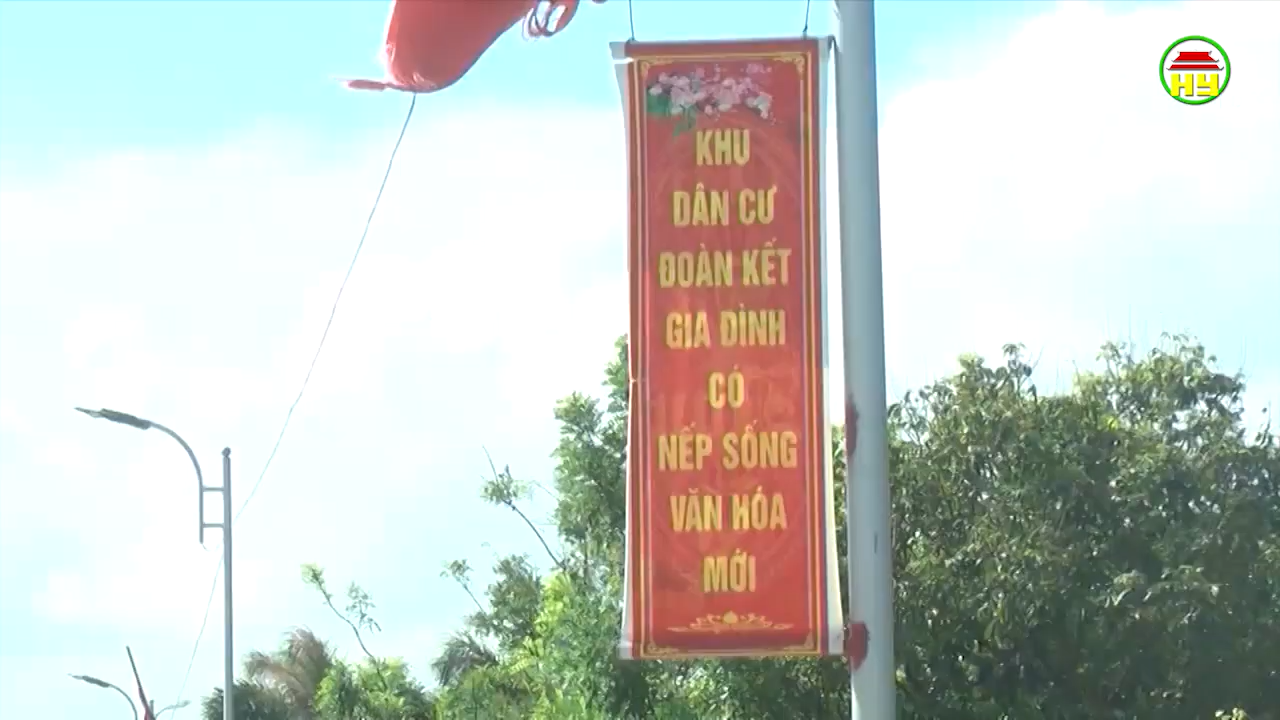 HY
KHU
DÂN CƯ
ĐOÀN KẾT
GIA ĐÌNH
CÓ
NẾP SỐNG
VĂN HÓA
MỚI